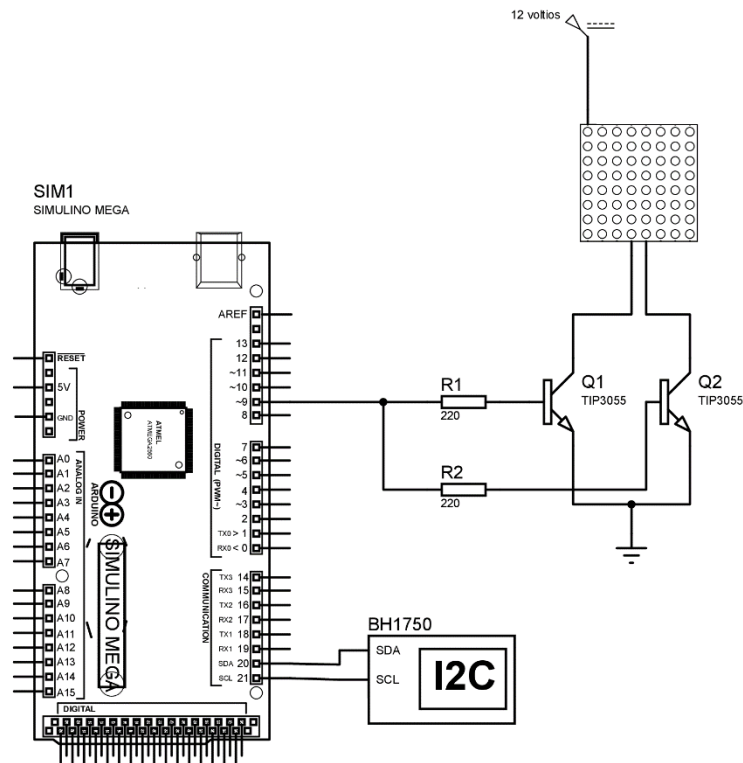 12 voltios
SIM1
SIMULINO MEGA
AREF
RESET
5V
GND
POWER
13
12
~11
~10
~9
8
ATMEL
ATMEGA2560
DIGITAL (PWM~)
7
~6
~5
4
~3
2
TX0 > 1
RX0 < 0
ANALOG IN
A0
A1
A2
A3
A4
A5
A6
A7
ARDUINO
SIMULINO MEGA
A8
A9
A10
A11
A12
A13
A14
A15
COMMUNICATION
TX3 14
RX3 15
TX2 16
RX2 17
TX1 18
RX1 19
SDA 20
SCL 21
DIGITAL
R1
220
R2
220
Q1
TIP3055
Q2
TIP3055
BH1750
SDA
SCL
I2C